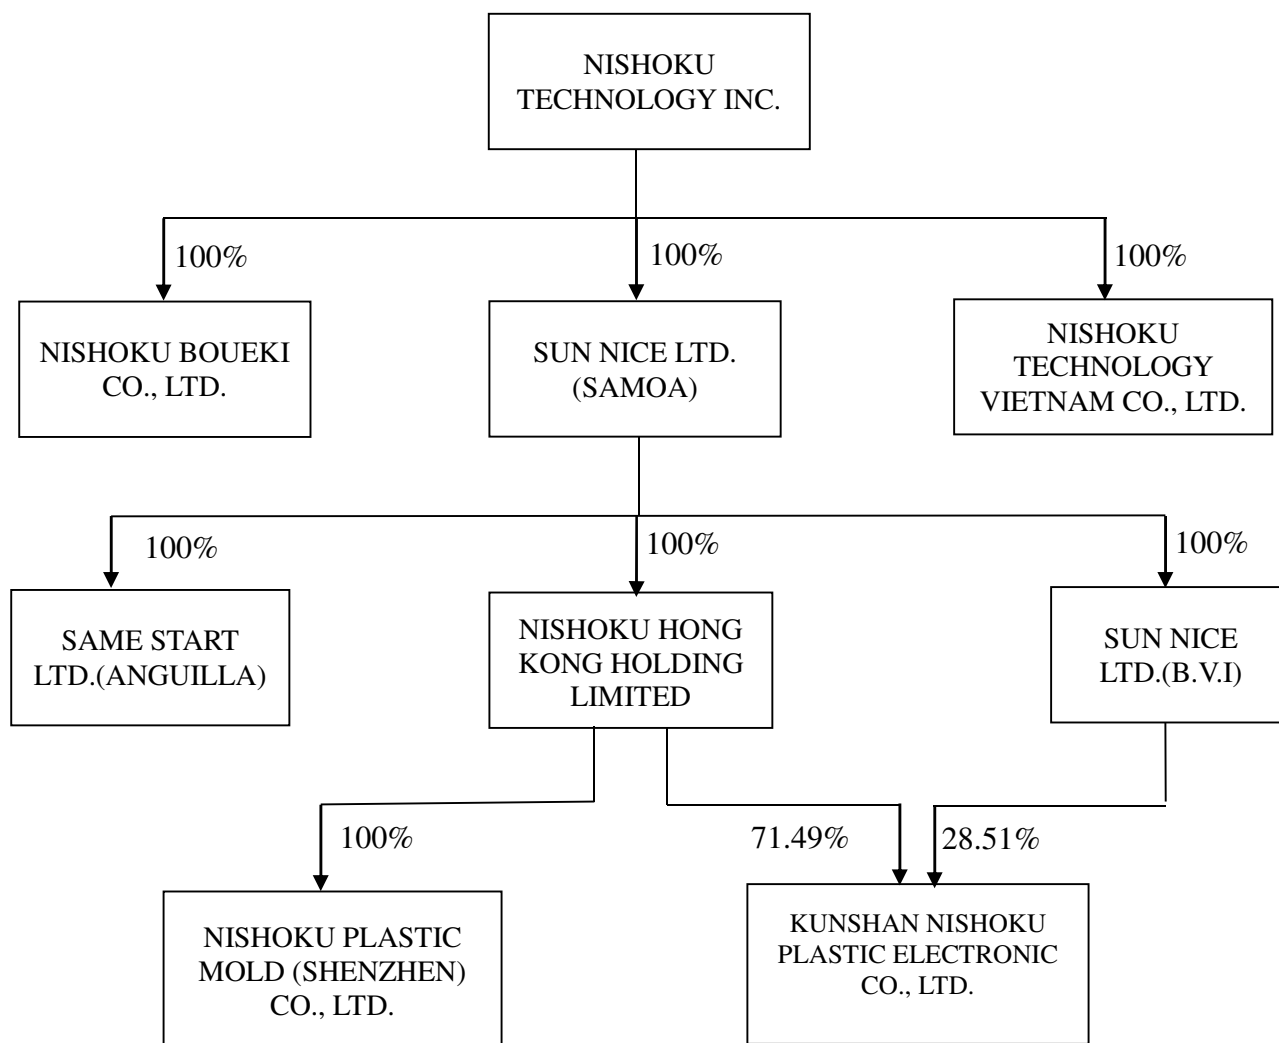 NISHOKU
TECHNOLOGY INC.
100%
100%
100%
NISHOKU BOUEKI
CO., LTD.
SUN NICE LTD.
(SAMOA)
NISHOKU
TECHNOLOGY
VIETNAM CO., LTD.
100%
100%
100%
SAME START
LTD.(ANGUILLA)
NISHOKU HONG
KONG HOLDING
LIMITED
SUN NICE
LTD.(B.V.I)
100%
71.49%
28.51%
NISHOKU PLASTIC
MOLD (SHENZHEN)
CO., LTD.
KUNSHAN NISHOKU
PLASTIC ELECTRONIC
CO., LTD.